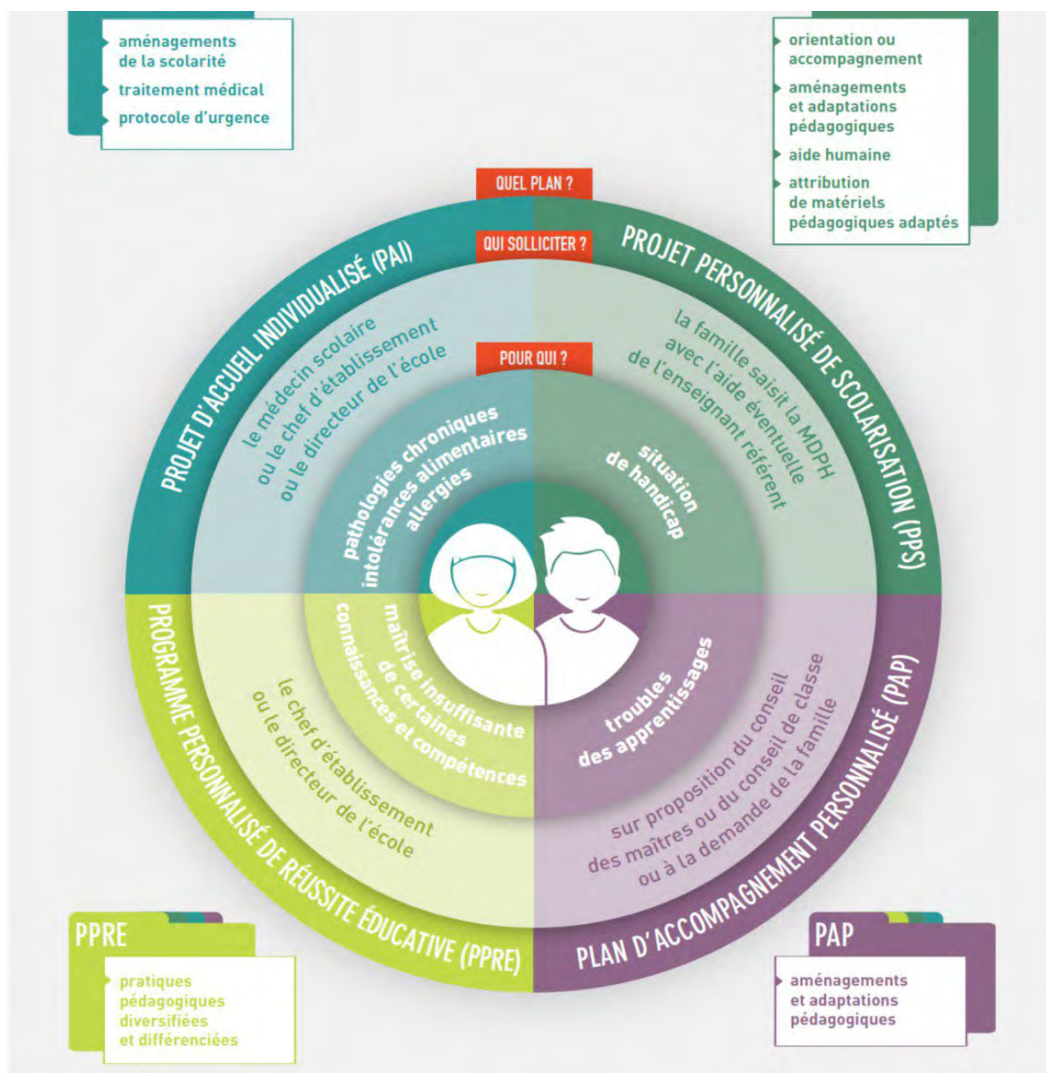 aménagements
de la scolarité
traitement médical
protocole d'urgence
orientation ou
accompagnement
aménagements
et adaptations
pédagogiques
aide humaine
attribution
de matériels
pédagogiques adaptés
QUEL PLAN ?
QUI SOLLICITER ?
POUR QUI ?
PROJET D'ACCUEIL INDIVIDUALISÉ (PAI)
le médecin scolaire
ou le chef d'établissement
ou le directeur de l'école
pathologies chroniques
intolérances alimentaires
allergies
PROJET PERSONNALISÉ DE SCOLARISATION (PPS)
la famille saisit la MDPH
avec l'aide éventuelle
de l'enseignant référent
situation
de handicap
PROGRAMME PERSONNALISÉ DE RÉUSSITE ÉDUCATIVE (PPRE)
le chef d'établissement
ou le directeur de l'école
maîtrise insuffisante
de certaines
connaissances et compétences
PLAN D'ACCOMPAGNEMENT PERSONNALISÉ (PAP)
sur proposition du conseil
des maîtres ou du conseil de classe
ou à la demande de la famille
troubles
des apprentissages
PPRE
pratiques
pédagogiques
diversifiées
et différenciées
PAP
aménagements
et adaptations
pédagogiques